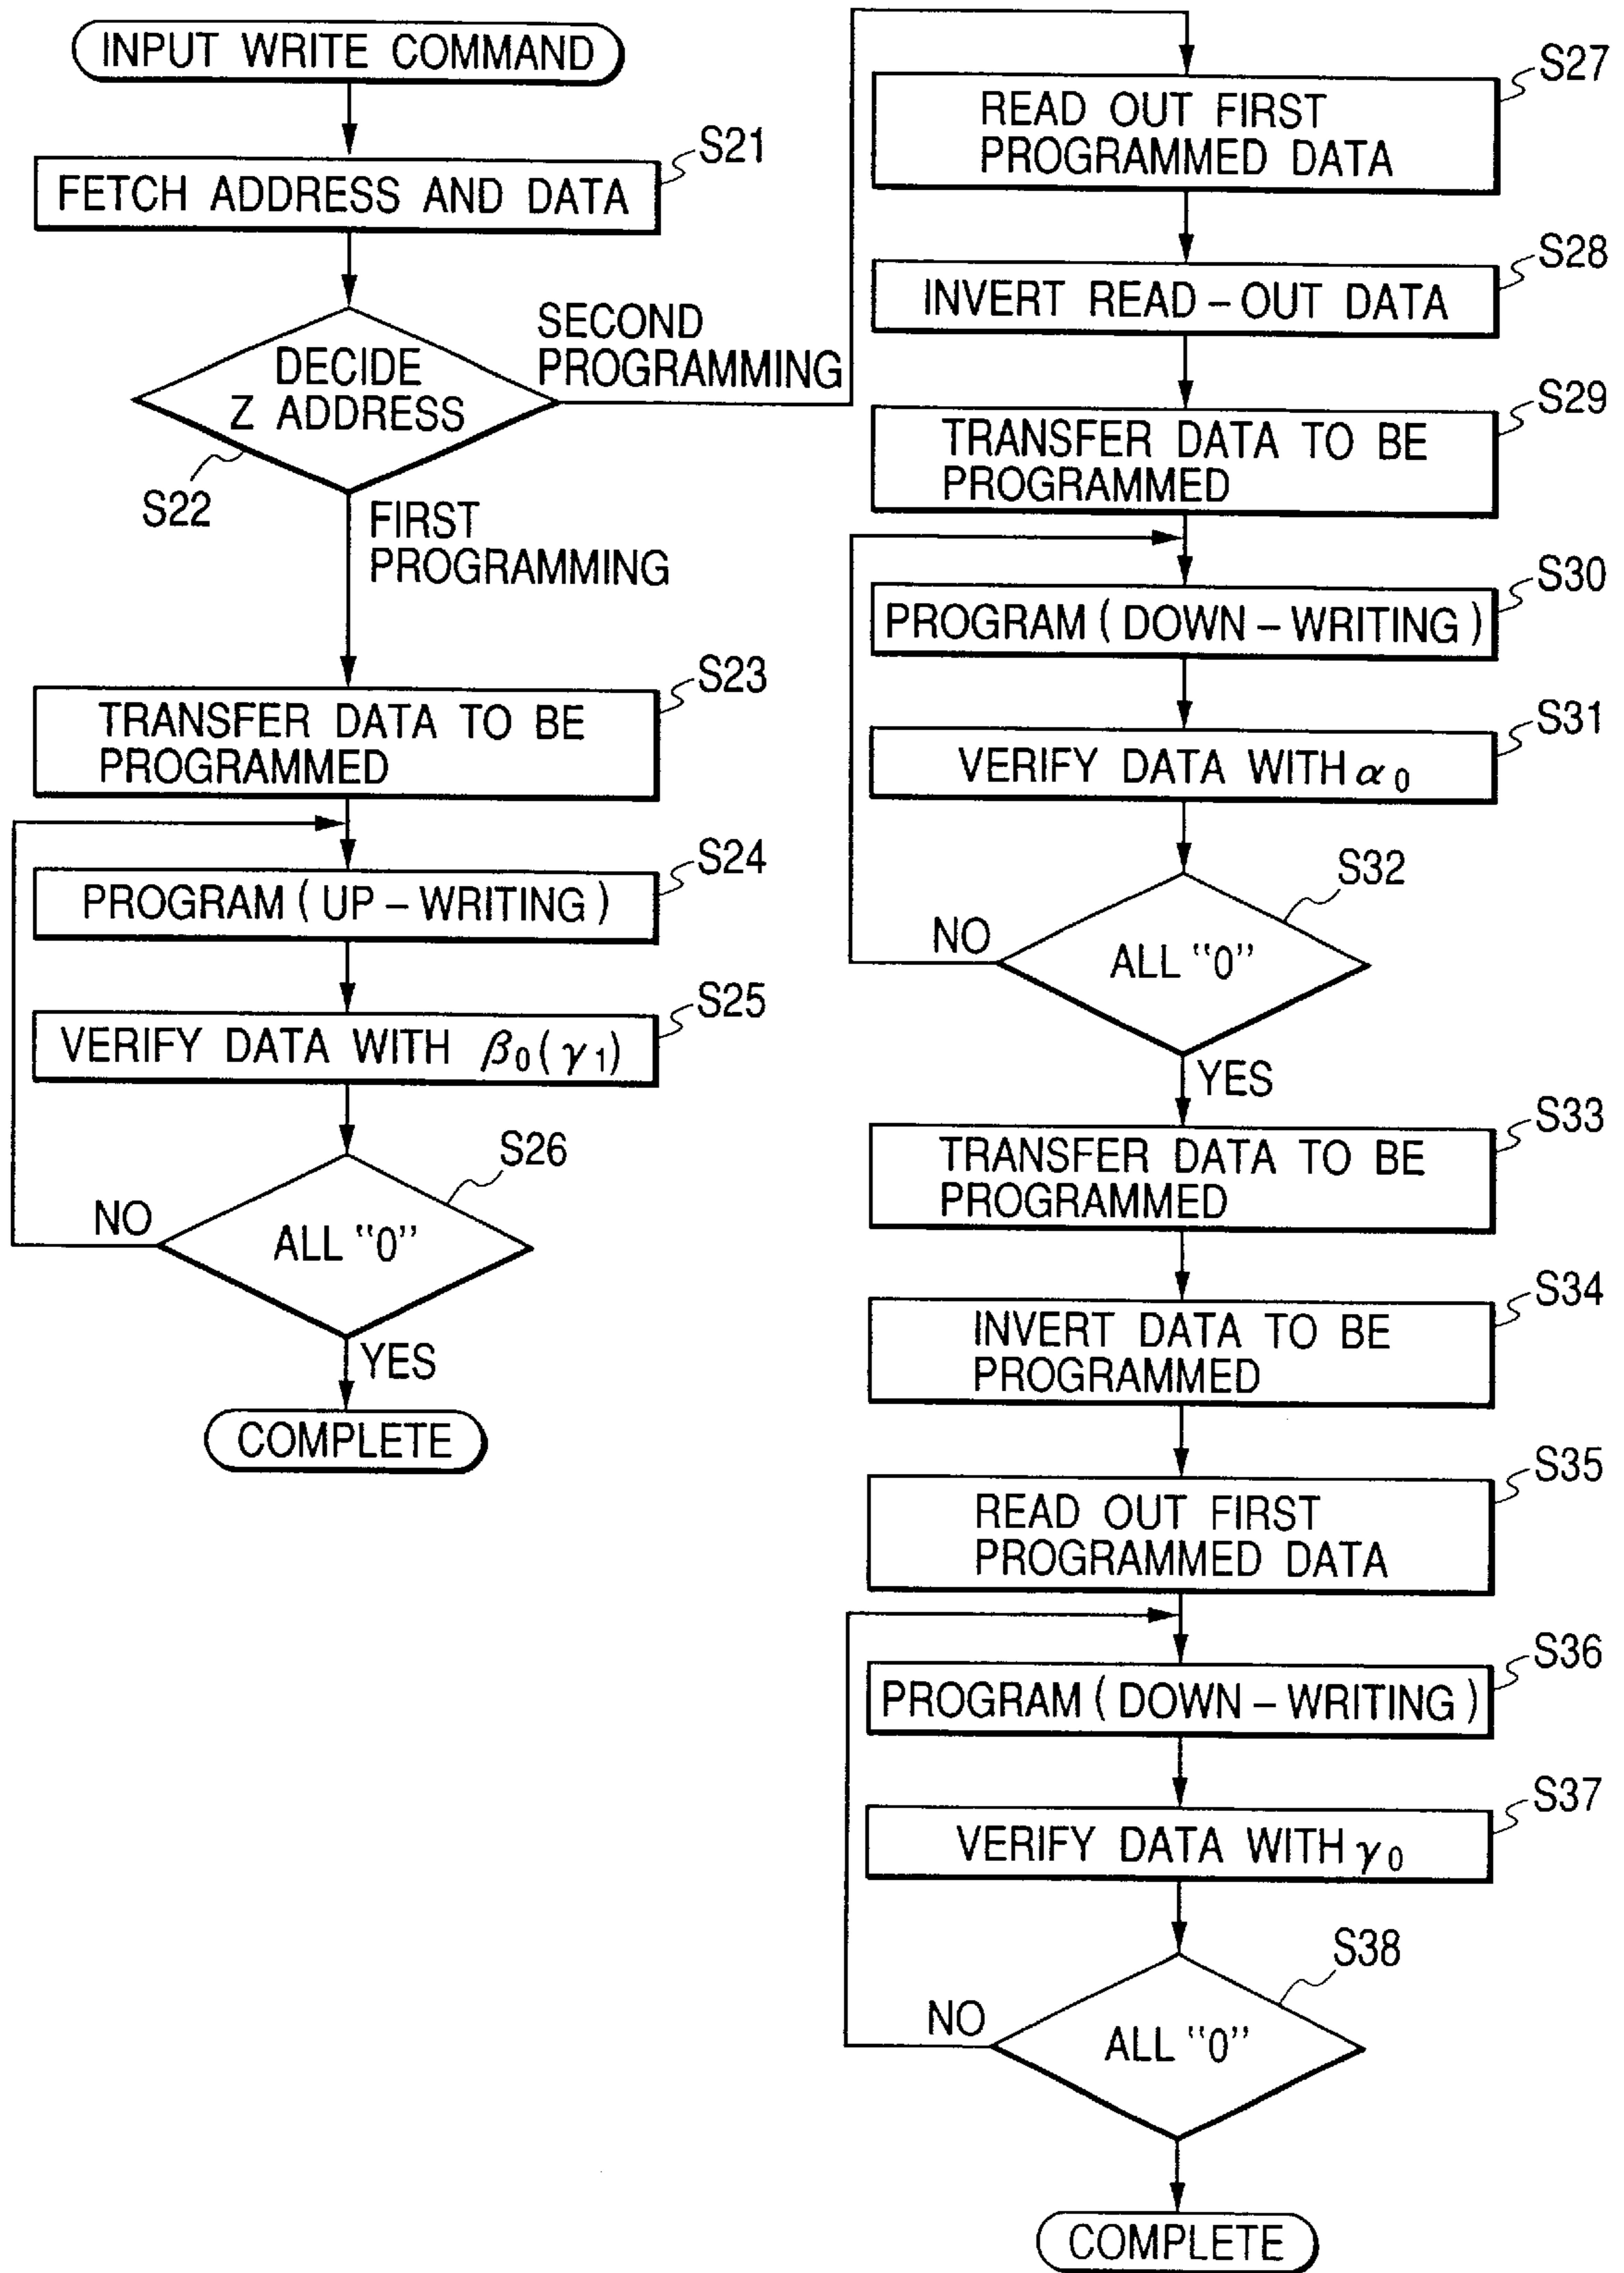 INPUT WRITE COMMAND
S21
FETCH ADDRESS AND DATA
DECIDE
Z ADDRESS
S22
SECOND
PROGRAMMING
FIRST
PROGRAMMING
S23
TRANSFER DATA TO BE
PROGRAMMED
S24
PROGRAM ( UP – WRITING )
S25
VERIFY DATA WITH β0 ( γ1 )
S26
ALL "0"
NO
YES
COMPLETE
S27
READ OUT FIRST
PROGRAMMED DATA
S28
INVERT READ – OUT DATA
S29
TRANSFER DATA TO BE
PROGRAMMED
S30
PROGRAM ( DOWN – WRITING )
S31
VERIFY DATA WITH α0
S32
ALL "0"
NO
YES
S33
TRANSFER DATA TO BE
PROGRAMMED
S34
INVERT DATA TO BE
PROGRAMMED
S35
READ OUT FIRST
PROGRAMMED DATA
S36
PROGRAM ( DOWN – WRITING )
S37
VERIFY DATA WITH γ0
S38
ALL "0"
NO
COMPLETE